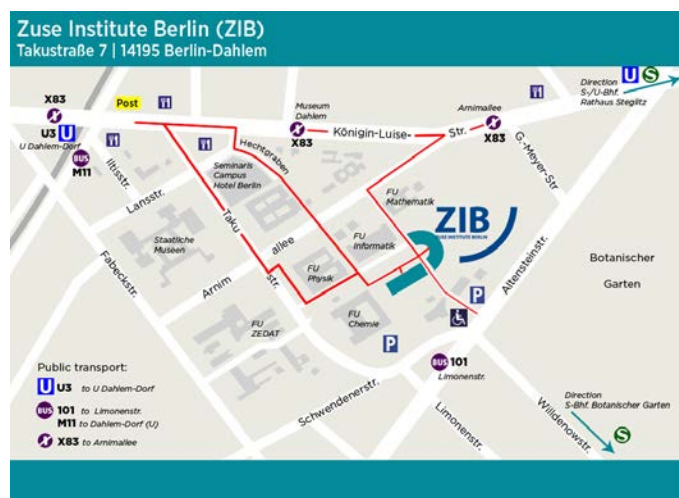 Zuse Institute Berlin (ZIB)
Takustraße 7 | 14195 Berlin-Dahlem
X83
Post
Museum
Dahlem
X83
Königin-Luise-
Str.
Arnimallee
X83
Direction
S-/U-Bhf.
Rathaus Steglitz
U
S
U3 U
U Dahlem-Dorf
BUS
M11
Iltisstr.
Lansstr.
Hechtgraben
Seminaris
Campus
Hotel Berlin
G.-Meyer-Str
FU
Mathematik
ZIB
ZUSE INSTITUTE BERLIN
Taku
str.
Staatliche
Museen
Fabeckstr.
Arnim
allee
FU
Informatik
FU
Physik
Altensteinstr.
Botanischer
Garten
P
FU
Chemie
FU
ZEDAT
P
BUS 101
Limonenstr.
Schwendenerstr.
Limonenstr.
Willdenowstr.
Direction
S-Bhf. Botanischer Garten
S
Public transport:
U U3 to U Dahlem-Dorf
BUS 101 to Limonenstr.
M11 to Dahlem-Dorf (U)
X83 to Arnimallee